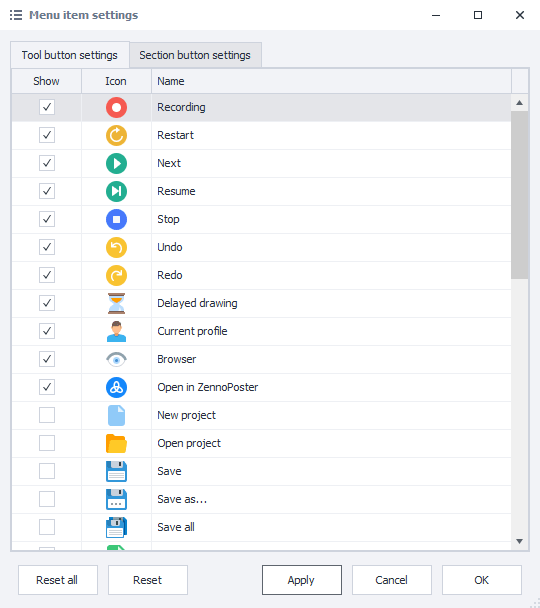 Menu item settings
Tool button settings Section button settings
Show Icon Name
Recording
Restart
Next
Resume
Stop
Undo
Redo
Delayed drawing
Current profile
Browser
Open in ZennoPoster
New project
Open project
Save
Save as...
Save all
Reset all Reset Apply Cancel OK